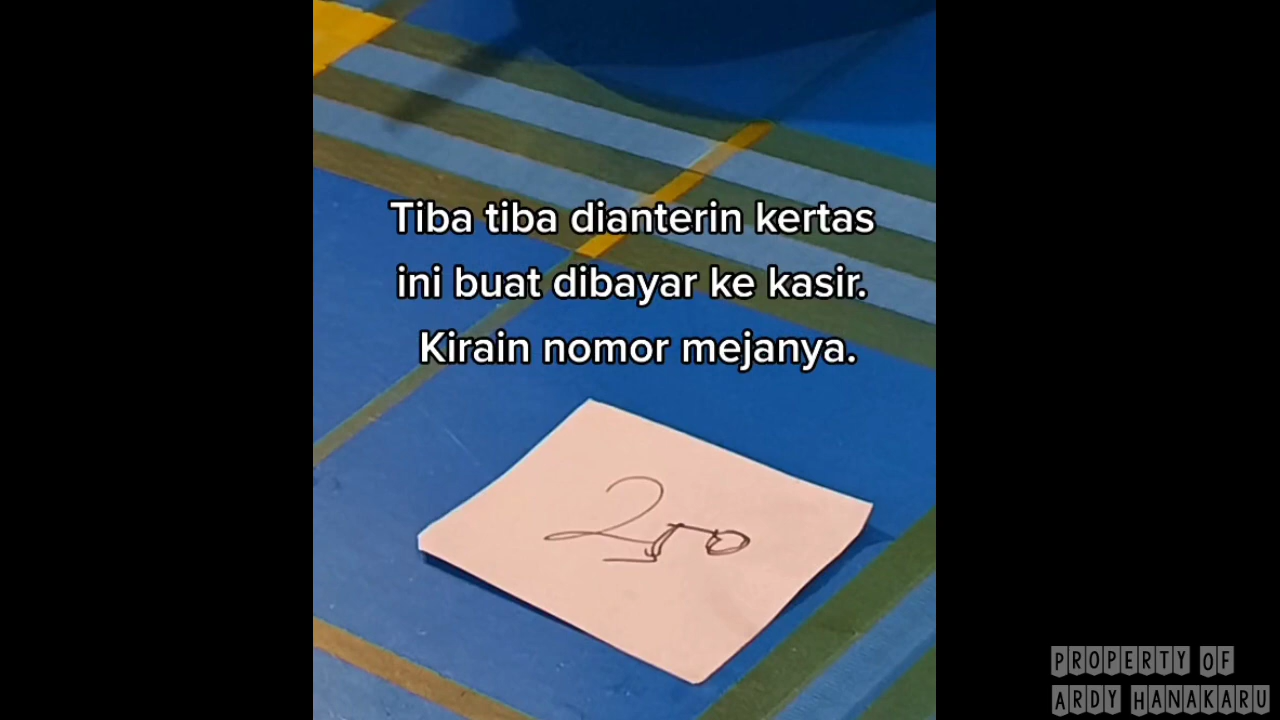 Tiba tiba dianterin kertas
ini buat dibayar ke kasir.
Kirain nomor mejanya.
250
PROPERTY OF
ARDY HANAKARU